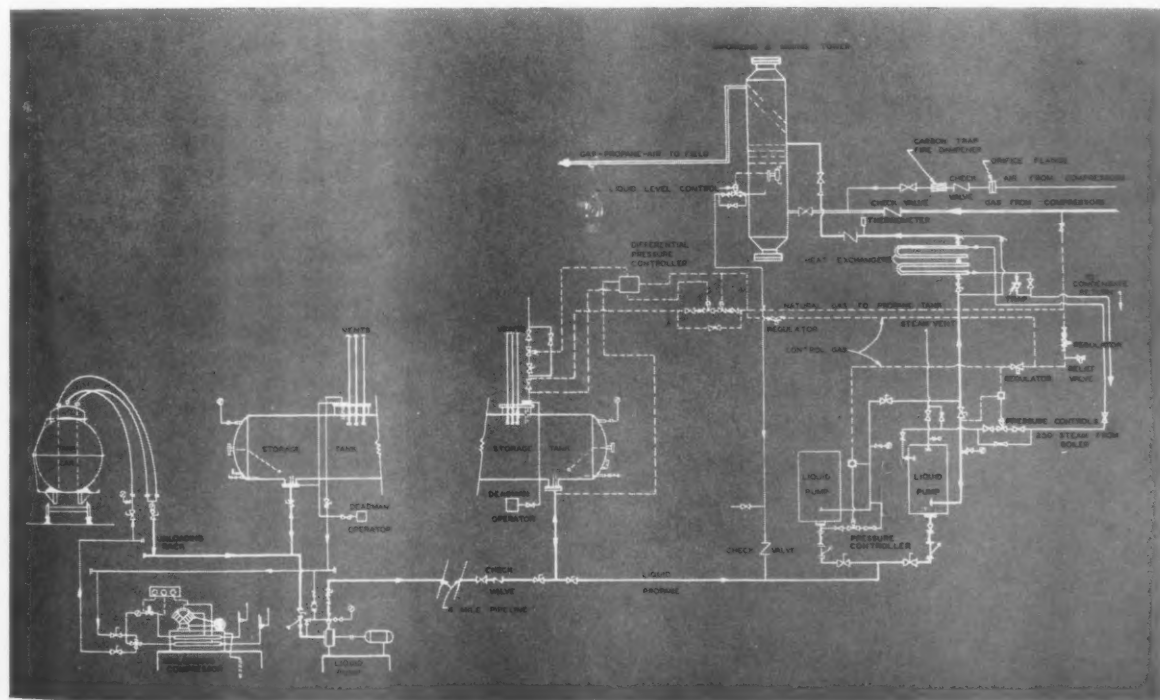 VAPORIZING & MIXING TOWER
CARBON TRAP
FIRE DAMPENER
ORIFICE FLANGE
GAS-PROPANE-AIR TO FIELD
CHECK
VALVE
AIR FROM COMPRESSORS
LIQUID LEVEL CONTROL
CHECK VALVE
GAS FROM COMPRESSORS
THERMOMETER
DIFFERENTIAL
PRESSURE
CONTROLLER
HEAT EXCHANGERS
TRAP
CONDENSATE
RETURN
NATURAL GAS TO PROPANE TANK
VENTS
VENTS
REGULATOR
STEAM VENT
CONTROL GAS
REGULATOR
RELIEF
VALVE
REGULATOR
STORAGE TANK
STORAGE TANK
PRESSURE CONTROLS
250 STEAM FROM
BOILER
LIQUID
PUMP
LIQUID
PUMP
DEADMAN
OPERATOR
DEADMAN
OPERATOR
UNLOADING
RACK
PRESSURE
CONTROLLER
CHECK VALVE
CHECK
VALVE
LIQUID
PROPANE
4 MILE PIPELINE
COMPRESSOR
LIQUID
PUMP